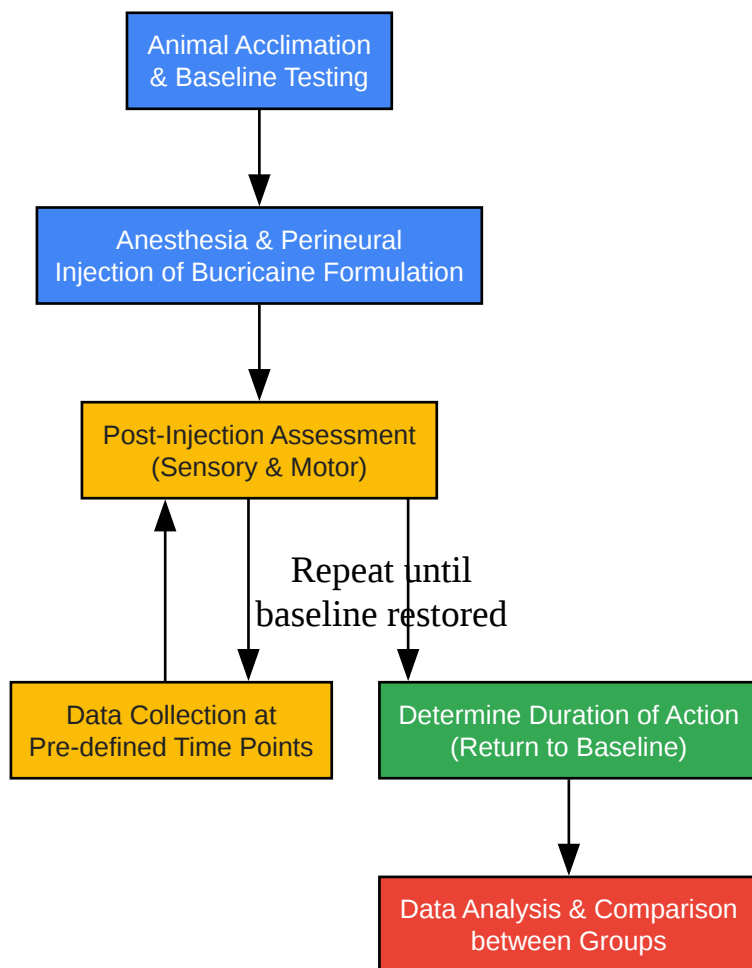 Animal Acclimation
& Baseline Testing
Anesthesia & Perineural
Injection of Bucricaine Formulation
Post-Injection Assessment
(Sensory & Motor)
Repeat until
baseline restored
Data Collection at
Pre-defined Time Points
Determine Duration of Action
(Return to Baseline)
Data Analysis & Comparison
between Groups